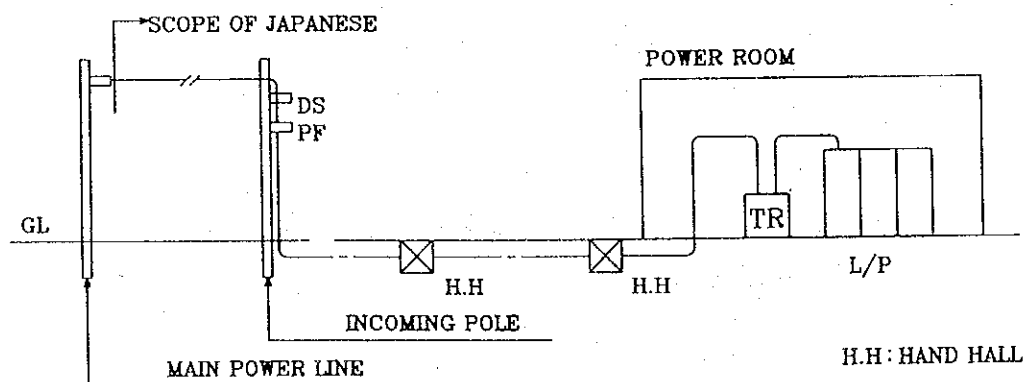 SCOPE OF JAPANESE
POWER ROOM
DS
PF
GL
TR
H.H
H.H
L/P
INCOMING POLE
MAIN POWER LINE
H.H : HAND HALL